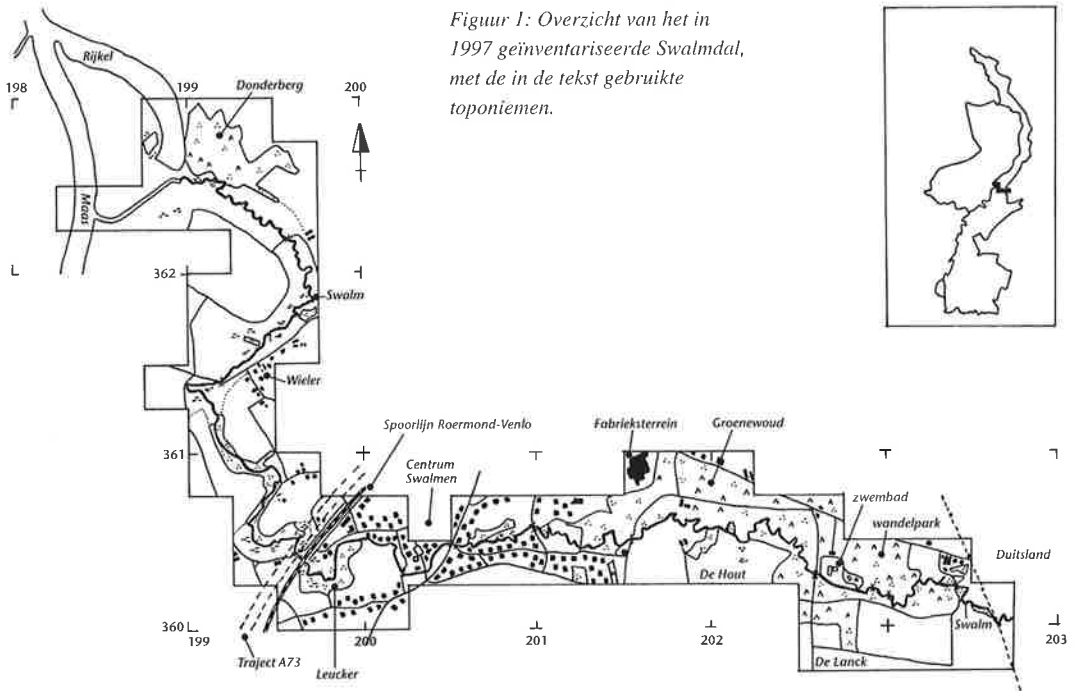 Figuur 1: Overzicht van het in
1997 geïnventariseerde Swalmdal,
met de in de tekst gebruikte
toponiemen.
Rijkel
198
199
200
Donderberg
Maas
362
Swalm
Wieler
Spoorlijn Roermond-Venlo
Fabrieksterrein
Groenewoud
361
Centrum
Swalmen
zwembad
wandelpark
Duitsland
De Hout
Swalm
360
199
200
201
202
203
Traject A73
Leucker
De Lanck